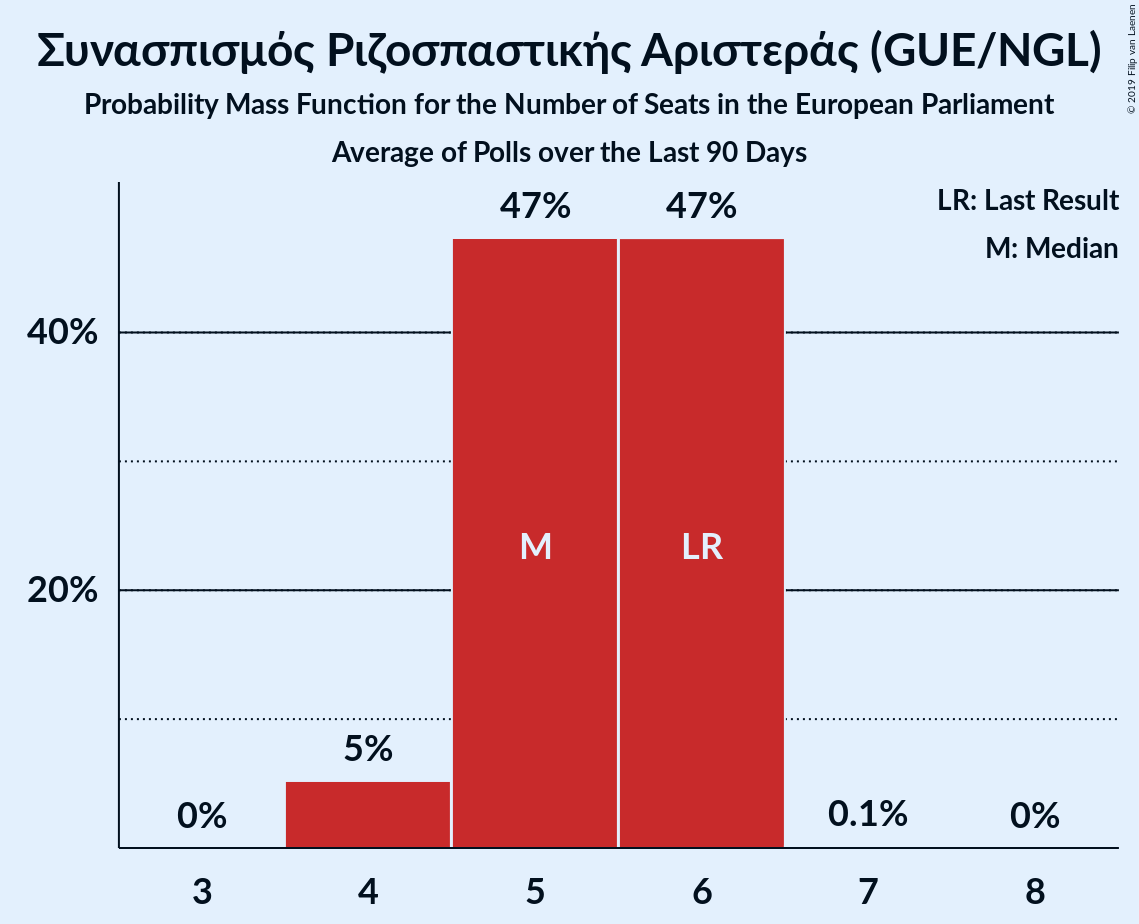 Συνασπισμός Ριζοσπαστικής Αριστεράς (GUE/NGL)
Probability Mass Function for the Number of Seats in the European Parliament
Average of Polls over the Last 90 Days
© 2019 Filip van Laenen
LR: Last Result
M: Median
47%
47%
40%
M
LR
20%
5%
0%
0.1%
0%
3
4
5
6
7
8